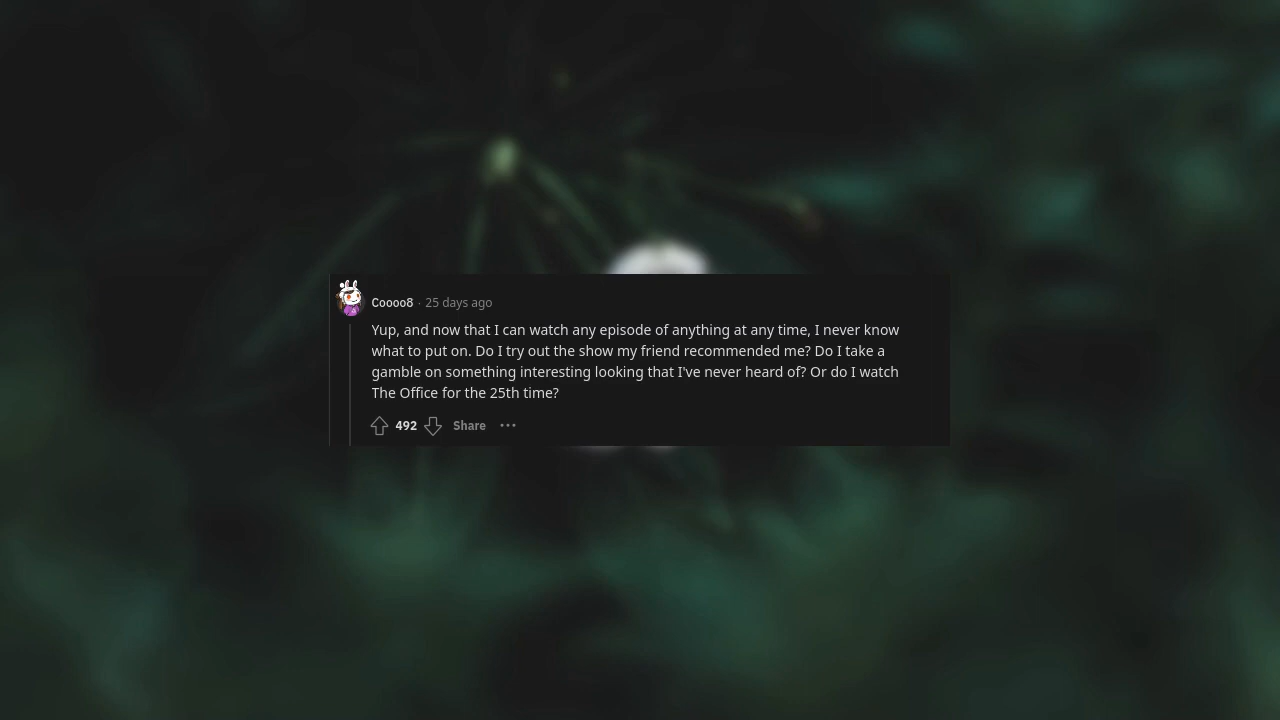 Coooo8 · 25 days ago
Yup, and now that I can watch any episode of anything at any time, I never know
what to put on. Do I try out the show my friend recommended me? Do I take a
gamble on something interesting looking that I've never heard of? Or do I watch
The Office for the 25th time?
492 Share ···